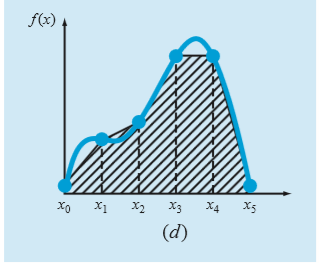 f(x)
x₀ x₁ x₂ x₃ x₄ x₅
(d)